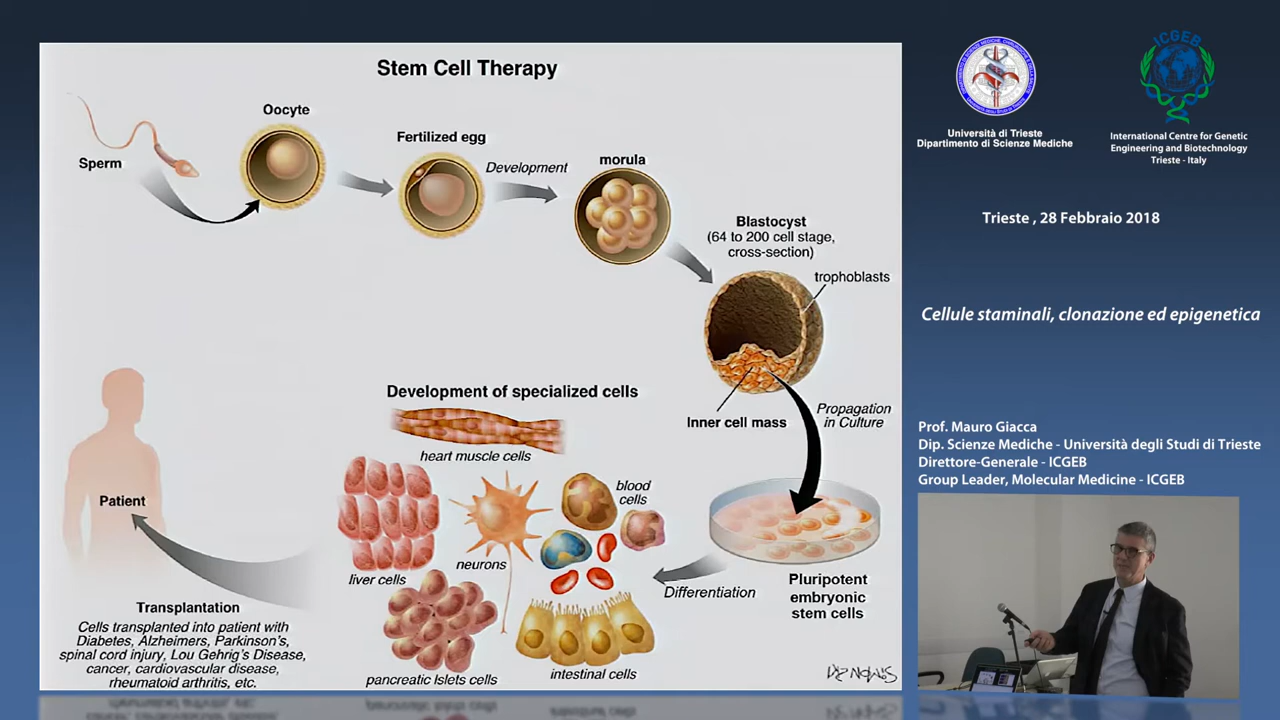 Stem Cell Therapy
Sperm
Oocyte
Fertilized egg
Development
morula
Blastocyst
(64 to 200 cell stage,
cross-section)
trophoblasts
Inner cell mass
Propagation
in Culture
Pluripotent
embryonic
stem cells
Differentiation
Development of specialized cells
heart muscle cells
liver cells
neurons
blood
cells
pancreatic Islets cells
intestinal cells
Patient
Transplantation
Cells transplanted into patient with
Diabetes, Alzheimers, Parkinson's,
spinal cord injury, Lou Gehrig's Disease,
cancer, cardiovascular disease,
rheumatoid arthritis, etc.
Università di Trieste
Dipartimento di Scienze Mediche
ICGEB
International Centre for Genetic
Engineering and Biotechnology
Trieste - Italy
Trieste , 28 Febbraio 2018
Cellule staminali, clonazione ed epigenetica
Prof. Mauro Giacca
Dip. Scienze Mediche - Università degli Studi di Trieste
Direttore-Generale - ICGEB
Group Leader, Molecular Medicine - ICGEB